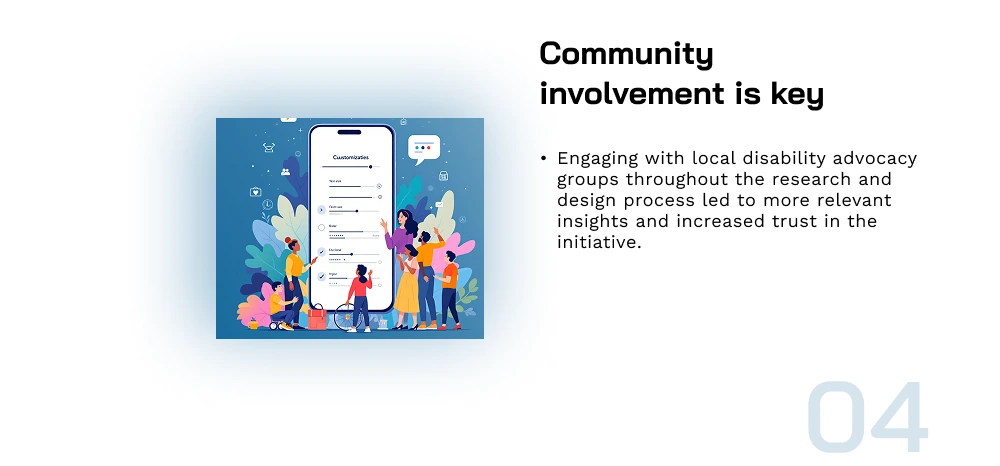 Community
involvement is key
• Engaging with local disability advocacy
groups throughout the research and
design process led to more relevant
insights and increased trust in the
initiative.
Cuustomizaties
04